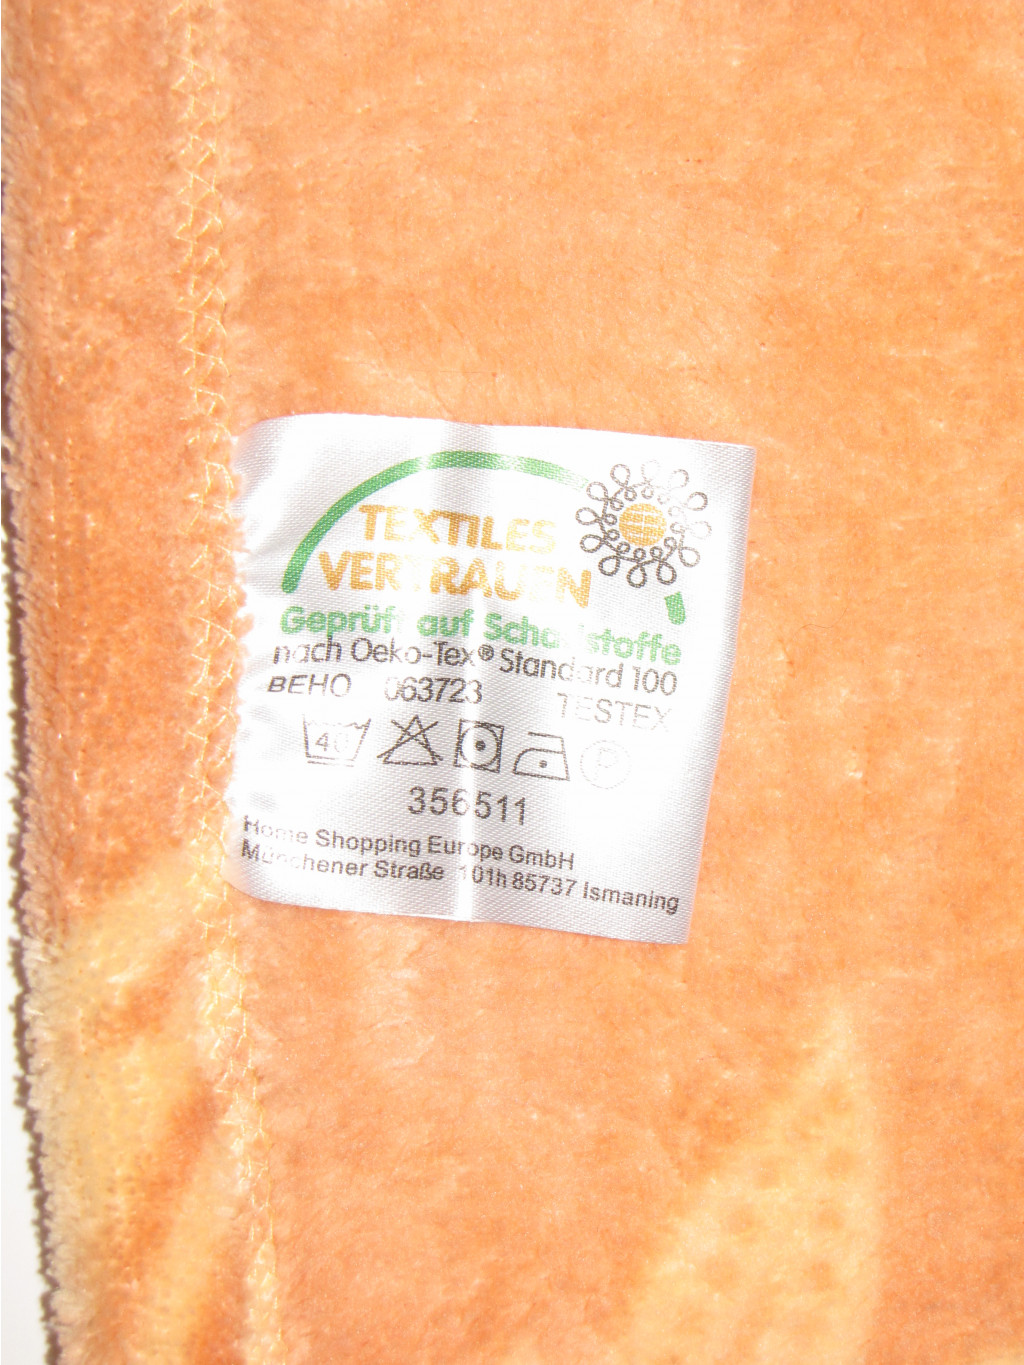 TEXTILES
VERTRAUEN
Geprüft auf Schadstoffe
nach Oeko-Tex® Standard 100
BEHO 063723 TESTEX
40 P
356511
Home Shopping Europe GmbH
Münchener Straße 101h 85737 Ismaning